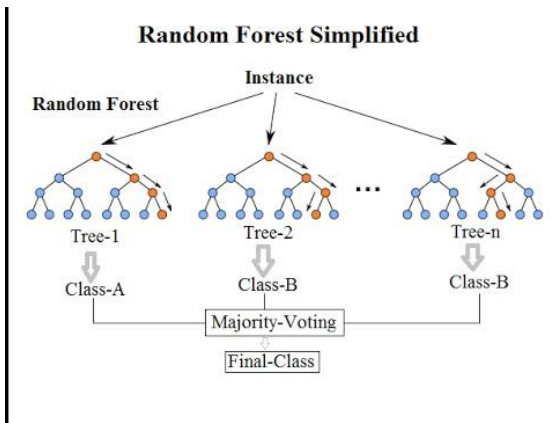 Random Forest Simplified
Instance
Random Forest
...
Tree-1 Tree-2 Tree-n
Class-A Class-B Class-B
Majority-Voting
Final-Class